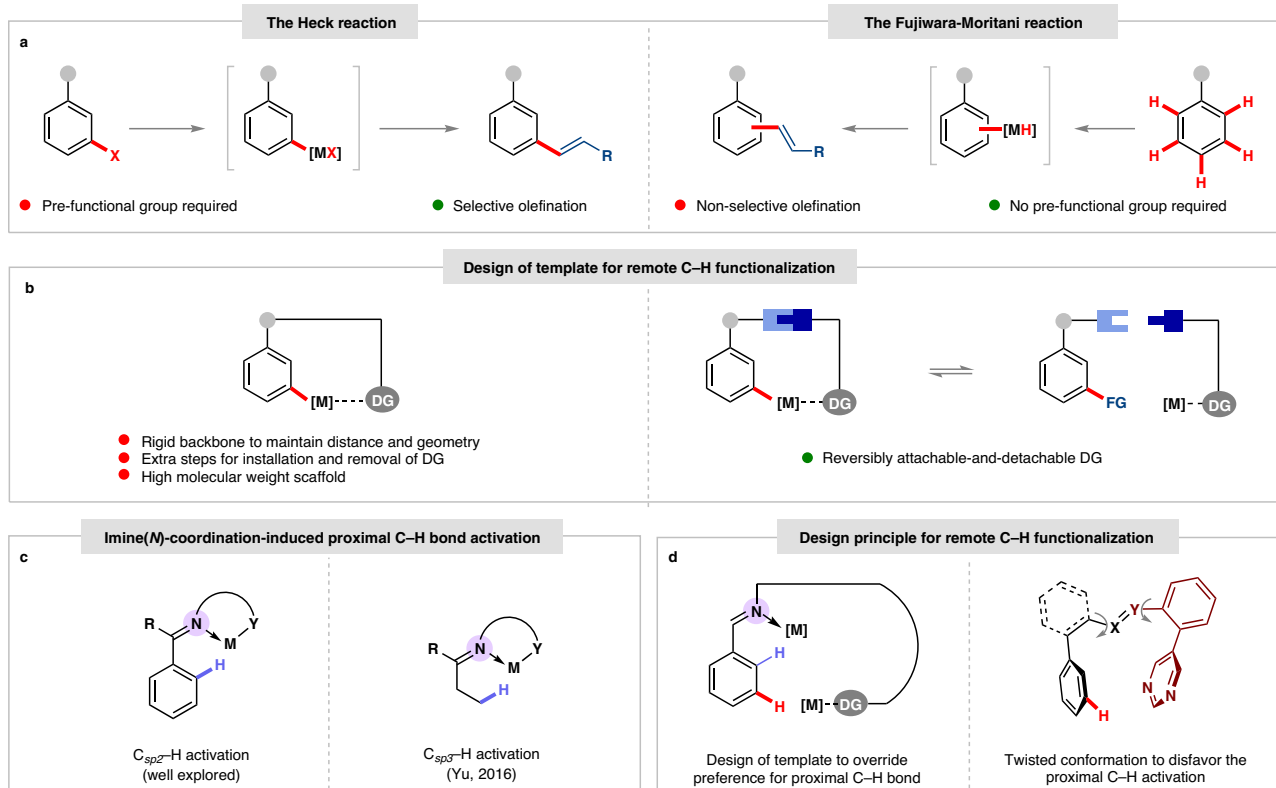 The Heck reaction
The Fujiwara-Moritani reaction
a
X
[MX]
R
R
[MH]
H
H
H
H
H
Pre-functional group required
Selective olefination
Non-selective olefination
No pre-functional group required
Design of template for remote C–H functionalization
b
[M]
DG
[M]
DG
FG
[M]
DG
Rigid backbone to maintain distance and geometry
Extra steps for installation and removal of DG
High molecular weight scaffold
Reversibly attachable-and-detachable DG
Imine(N)-coordination-induced proximal C–H bond activation
c
R
N
M
Y
H
R
N
M
Y
H
Csp2–H activation
(well explored)
Csp3–H activation
(Yu, 2016)
Design principle for remote C–H functionalization
d
N
[M]
H
H
[M]
DG
X
Y
N
N
H
Design of template to override
preference for proximal C–H bond
Twisted conformation to disfavor the
proximal C–H activation